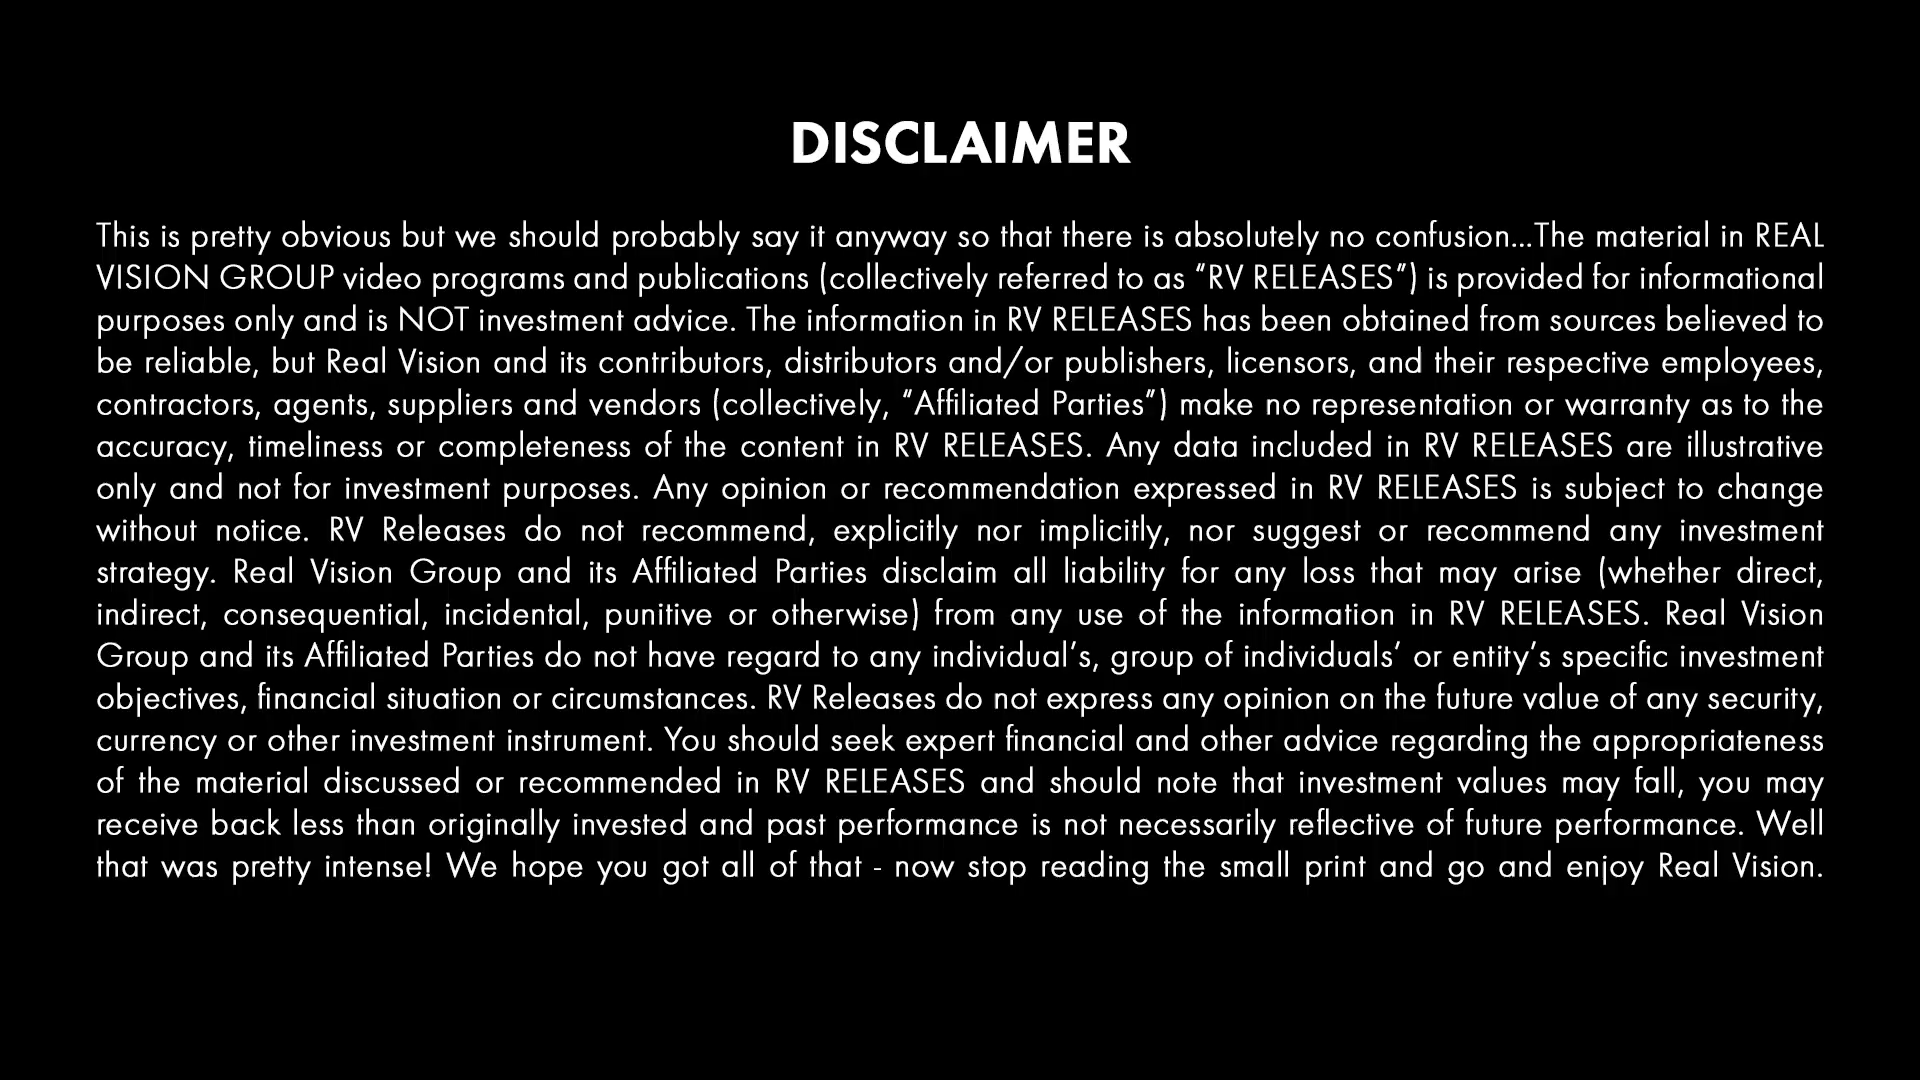 DISCLAIMER
This is pretty obvious but we should probably say it anyway so that there is absolutely no confusion...The material in REAL
VISION GROUP video programs and publications (collectively referred to as “RV RELEASES”) is provided for informational
purposes only and is NOT investment advice. The information in RV RELEASES has been obtained from sources believed to
be reliable, but Real Vision and its contributors, distributors and/or publishers, licensors, and their respective employees,
contractors, agents, suppliers and vendors (collectively, “Affiliated Parties”) make no representation or warranty as to the
accuracy, timeliness or completeness of the content in RV RELEASES. Any data included in RV RELEASES are illustrative
only and not for investment purposes. Any opinion or recommendation expressed in RV RELEASES is subject to change
without notice. RV Releases do not recommend, explicitly nor implicitly, nor suggest or recommend any investment
strategy. Real Vision Group and its Affiliated Parties disclaim all liability for any loss that may arise (whether direct,
indirect, consequential, incidental, punitive or otherwise) from any use of the information in RV RELEASES. Real Vision
Group and its Affiliated Parties do not have regard to any individual’s, group of individuals’ or entity’s specific investment
objectives, financial situation or circumstances. RV Releases do not express any opinion on the future value of any security,
currency or other investment instrument. You should seek expert financial and other advice regarding the appropriateness
of the material discussed or recommended in RV RELEASES and should note that investment values may fall, you may
receive back less than originally invested and past performance is not necessarily reflective of future performance. Well
that was pretty intense! We hope you got all of that - now stop reading the small print and go and enjoy Real Vision.